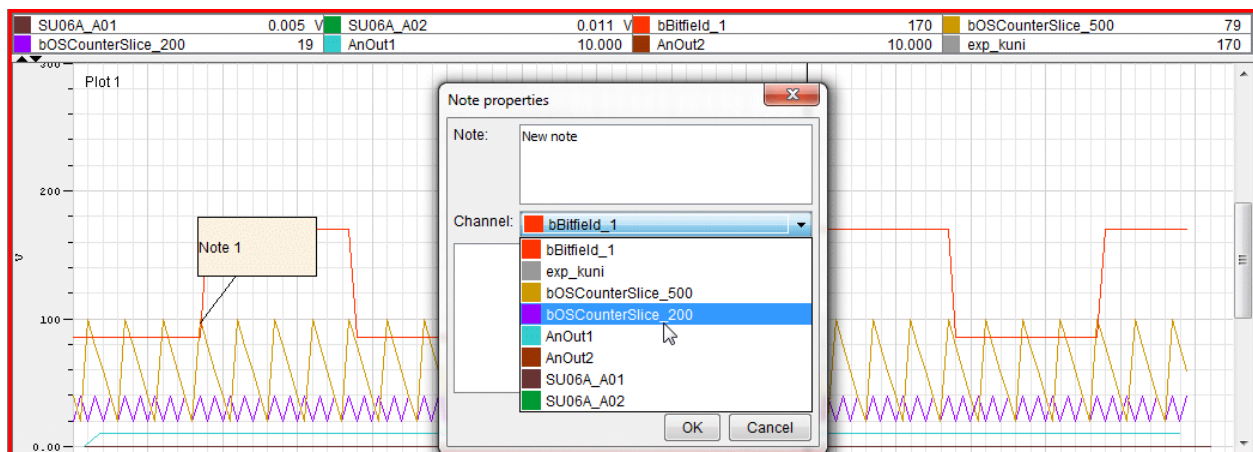 SU06A_A01 0.005 V SU06A_A02 0.011 V bBitfield_1 170 bOSCounterSlice_500 79
bOSCounterSlice_200 19 AnOut1 10.000 AnOut2 10.000 exp_kuni 170
300
Plot 1
Note properties
Note: New note
200
Channel: bBitfield_1
Note 1
bBitfield_1
exp_kuni
bOSCounterSlice_500
bOSCounterSlice_200
100
AnOut1
AnOut2
SU06A_A01
SU06A_A02
OK Cancel
0.00